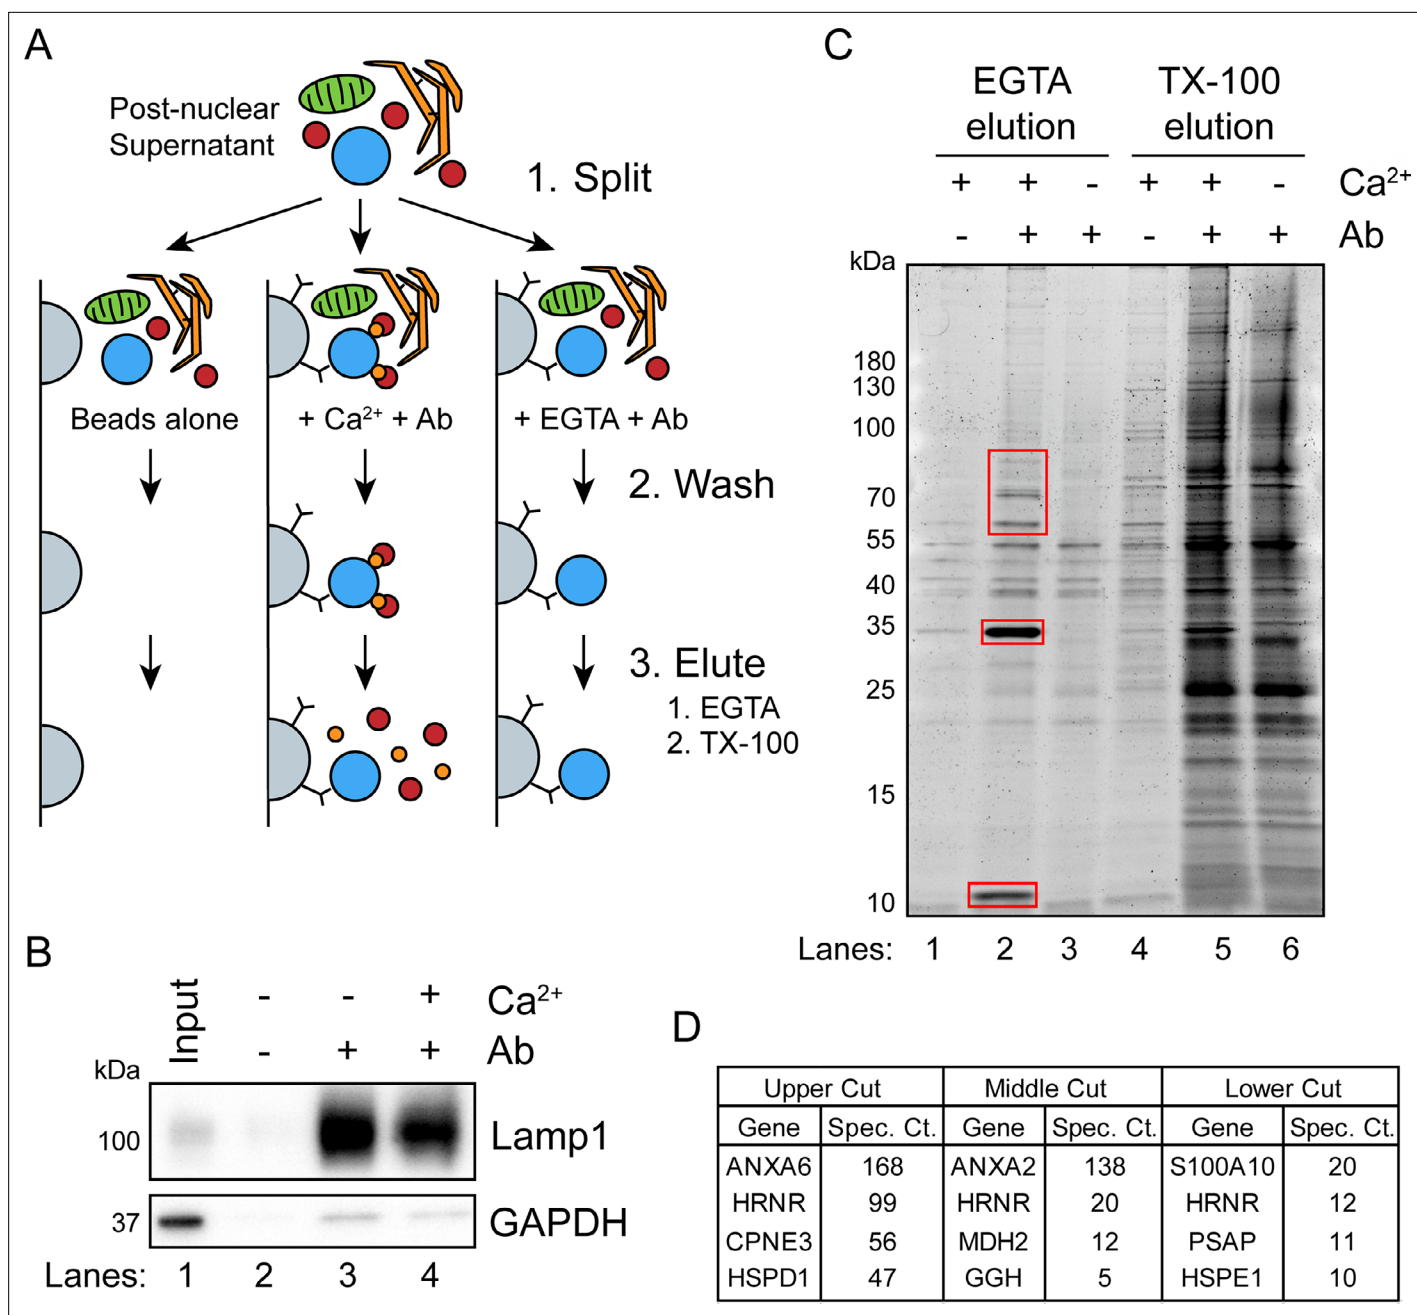 A
Post-nuclear
Supernatant
1. Split
Beads alone
+ Ca²⁺ + Ab
+ EGTA + Ab
2. Wash
3. Elute
1. EGTA
2. TX-100
B
Input
- - + Ca²⁺
- + + Ab
kDa
100
Lamp1
37
GAPDH
Lanes: 1 2 3 4
C
EGTA elution
TX-100 elution
+ + - + + - Ca²⁺
- + + - + + Ab
kDa
180
130
100
70
55
40
35
25
15
10
Lanes: 1 2 3 4 5 6
D
Upper Cut Middle Cut Lower Cut
Gene Spec. Ct. Gene Spec. Ct. Gene Spec. Ct.
ANXA6 168 ANXA2 138 S100A10 20
HRNR 99 HRNR 20 HRNR 12
CPNE3 56 MDH2 12 PSAP 11
HSPD1 47 GGH 5 HSPE1 10